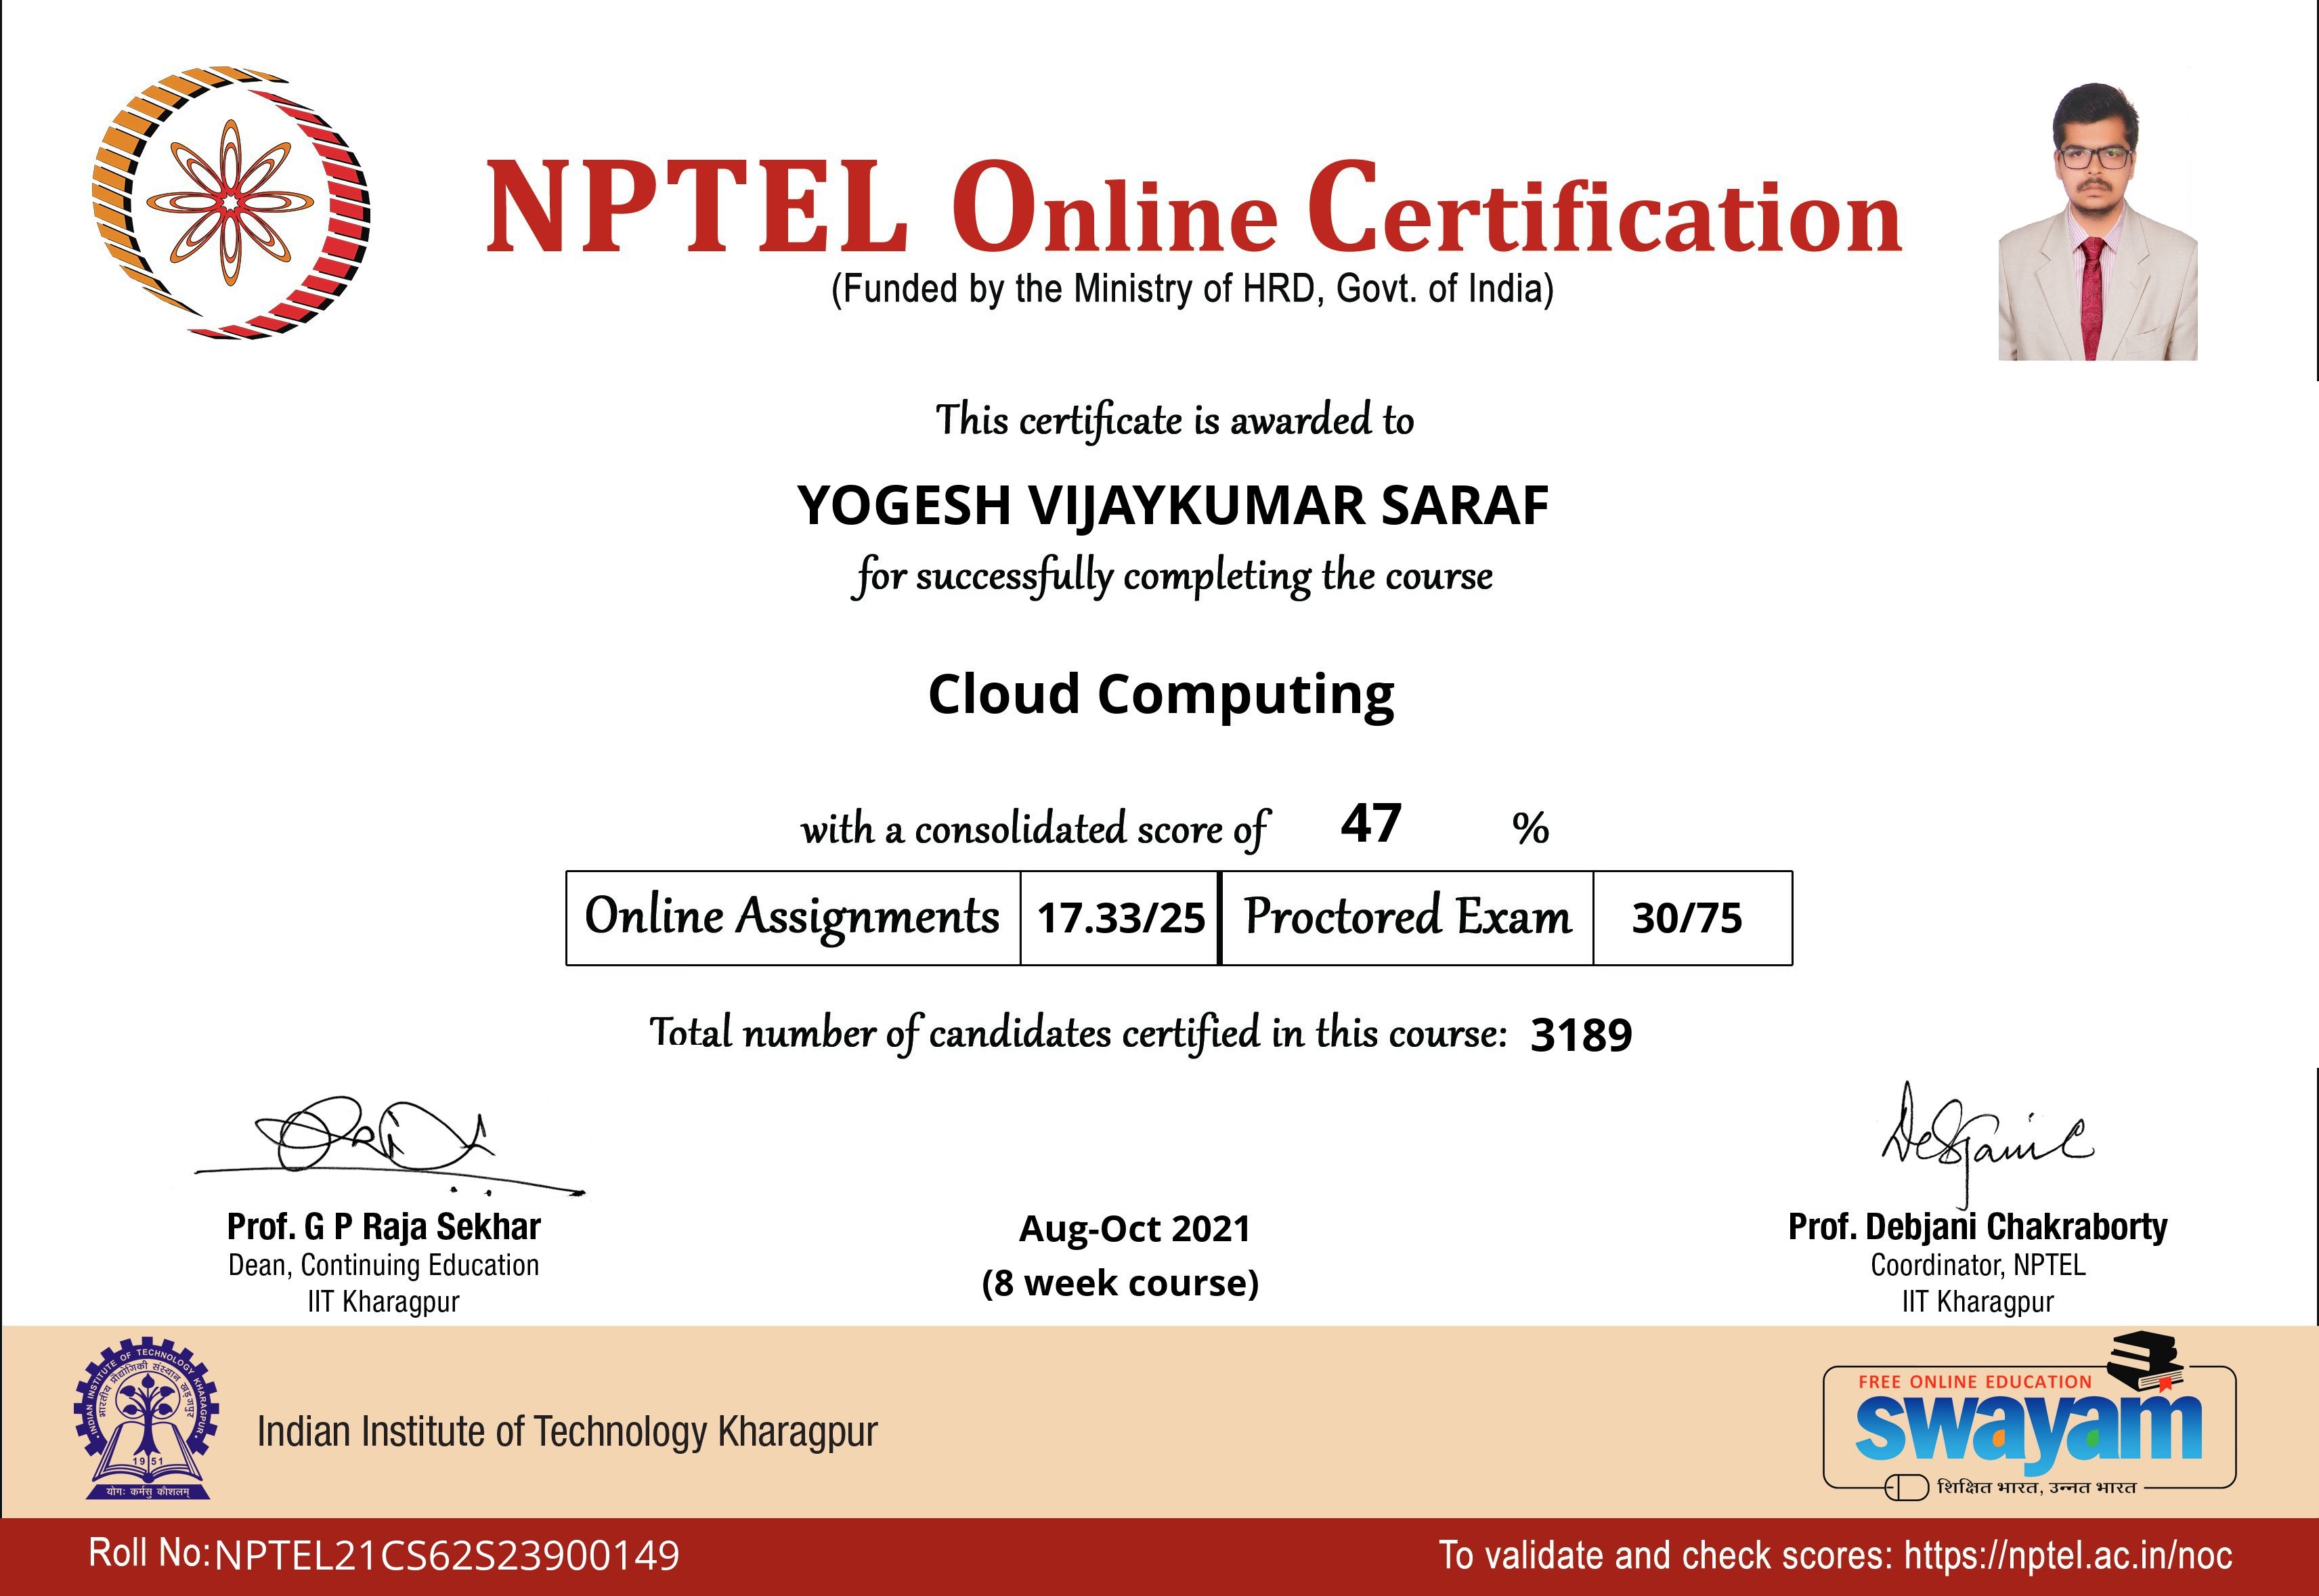 NPTEL Online Certification
(Funded by the Ministry of HRD, Govt. of India)
This certificate is awarded to
YOGESH VIJAYKUMAR SARAF
for successfully completing the course
Cloud Computing
with a consolidated score of 47 %
Online Assignments 17.33/25 Proctored Exam 30/75
Total number of candidates certified in this course: 3189
Prof. G P Raja Sekhar
Dean, Continuing Education
IIT Kharagpur
Aug-Oct 2021
(8 week course)
Debjani C
Prof. Debjani Chakraborty
Coordinator, NPTEL
IIT Kharagpur
INDIAN INSTITUTE OF TECHNOLOGY KHARAGPUR
भारतीय प्रौद्योगिकी संस्थान खड़गपुर
1951
योगः कर्मसु कौशलम्
Indian Institute of Technology Kharagpur
FREE ONLINE EDUCATION
swayam
शिक्षित भारत, उन्नत भारत
Roll No:NPTEL21CS62S23900149
To validate and check scores: https://nptel.ac.in/noc